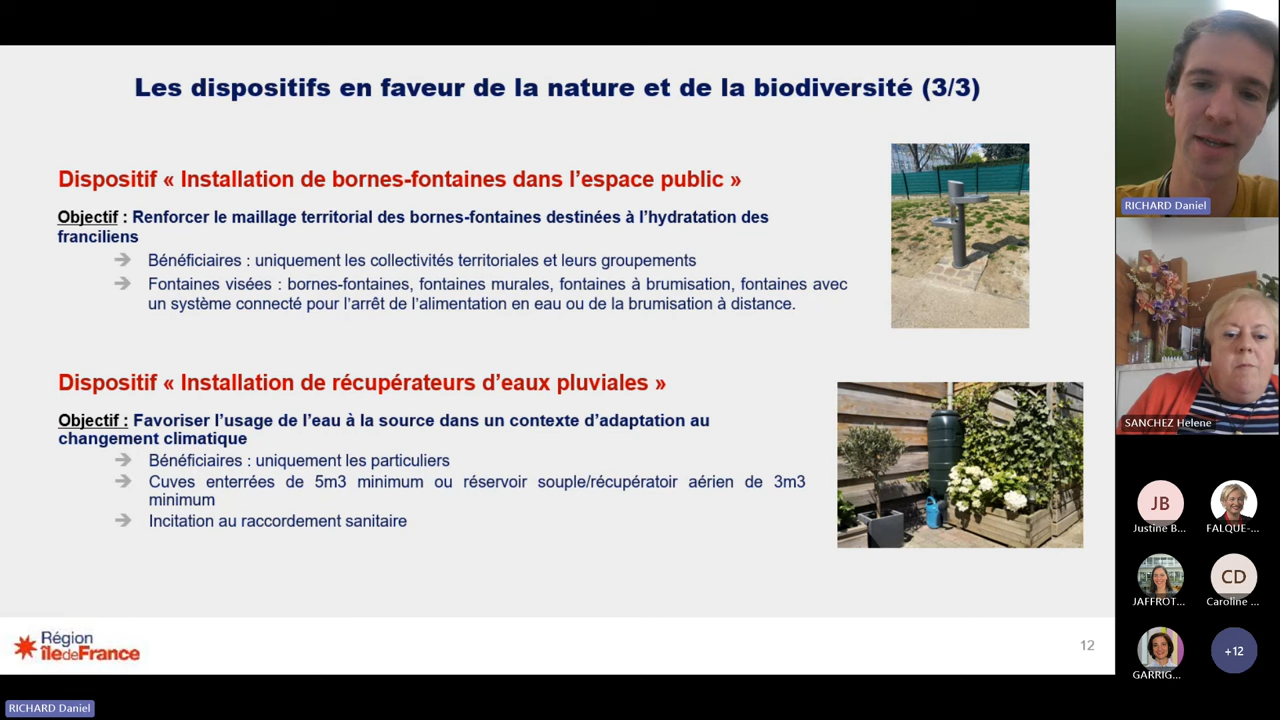 Les dispositifs en faveur de la nature et de la biodiversité (3/3)
Dispositif « Installation de bornes-fontaines dans l'espace public »
Objectif : Renforcer le maillage territorial des bornes-fontaines destinées à l'hydratation des
franciliens
Bénéficiaires : uniquement les collectivités territoriales et leurs groupements
Fontaines visées : bornes-fontaines, fontaines murales, fontaines à brumisation, fontaines avec
un système connecté pour l'arrêt de l'alimentation en eau ou de la brumisation à distance.
Dispositif « Installation de récupérateurs d'eaux pluviales »
Objectif : Favoriser l'usage de l'eau à la source dans un contexte d'adaptation au
changement climatique
Bénéficiaires : uniquement les particuliers
Cuves enterrées de 5m3 minimum ou réservoir souple/récupératoir aérien de 3m3
minimum
Incitation au raccordement sanitaire
Région
îledeFrance
12
RICHARD Daniel
RICHARD Daniel
SANCHEZ Helene
JB
Justine B...
FALQUE-...
JAFFROT...
CD
Caroline ...
GARRIG...
+12